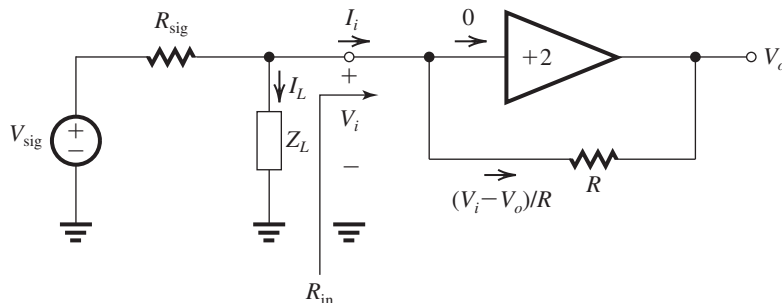 R_sig
I_i
0
+2
V_o
I_L
+
V_i
−
V_sig
+
−
Z_L
(V_i−V_o)/R
R
R_in